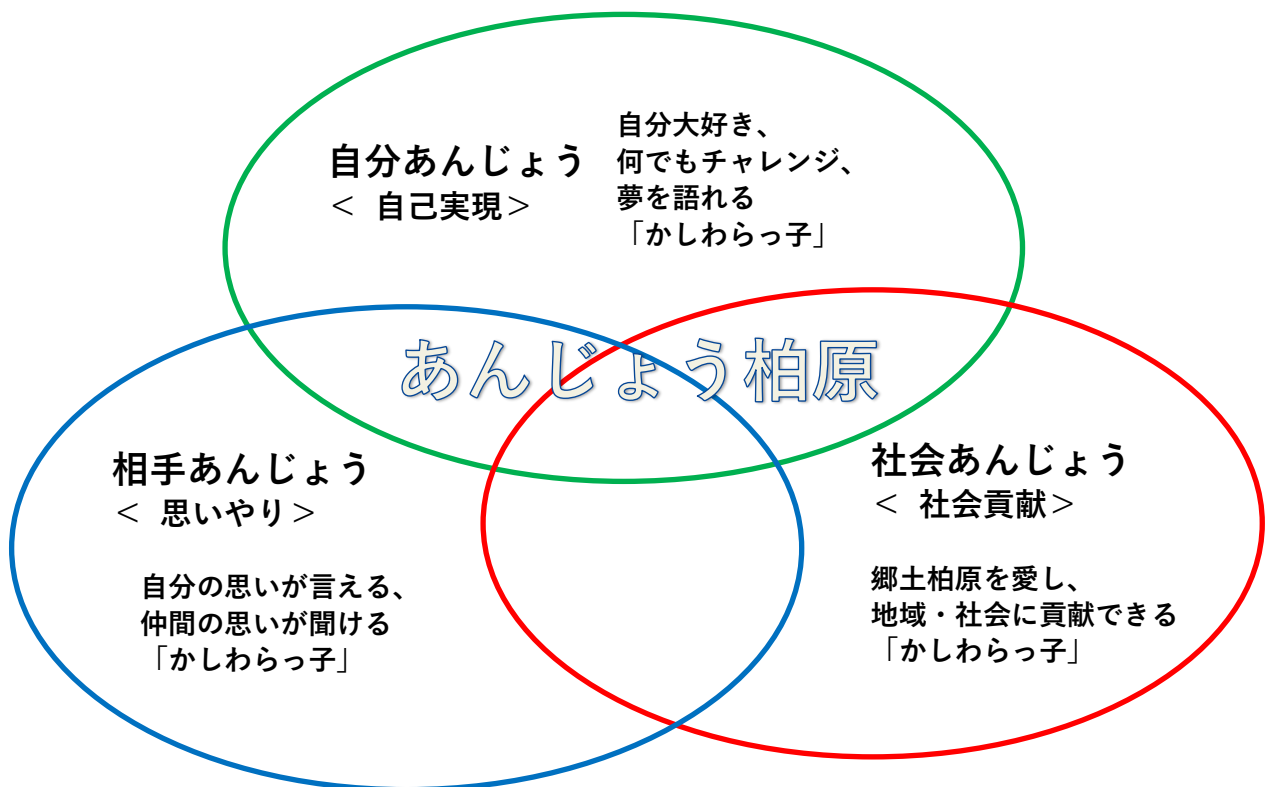 自分あんじょう
＜ 自己実現＞
自分大好き、
何でもチャレンジ、
夢を語れる
「かしわらっ子」
あんじょう柏原
相手あんじょう
＜ 思いやり＞
自分の思いが言える、
仲間の思いが聞ける
「かしわらっ子」
社会あんじょう
＜ 社会貢献＞
郷土柏原を愛し、
地域・社会に貢献できる
「かしわらっ子」